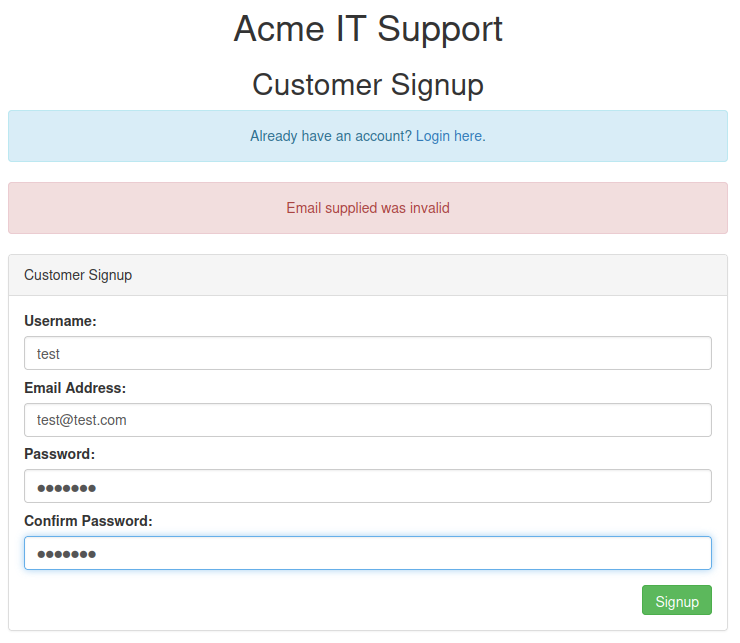 Acme IT Support
Customer Signup
Already have an account? Login here.
Email supplied was invalid
Customer Signup
Username:
test
Email Address:
test@test.com
Password:
●●●●●●●
Confirm Password:
●●●●●●●
Signup